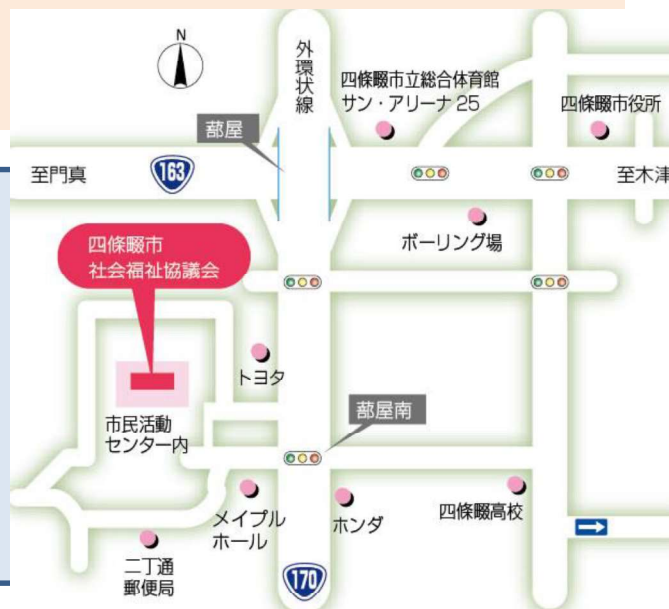 N
外環状線
四條畷市立総合体育館
サン・アリーナ 25
四條畷市役所
蔀屋
至門真
163
至木津
ボーリング場
四條畷市
社会福祉協議会
トヨタ
蔀屋南
市民活動
センター内
メイプル
ホール
ホンダ
四條畷高校
二丁通
郵便局
170